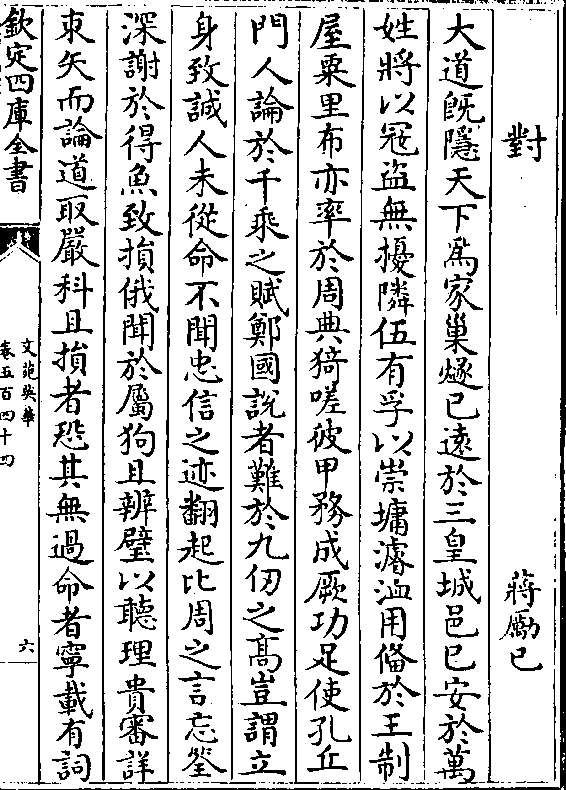 對　蔣勵己
大道旣隱天下爲家巢燧已遠於三皇城邑已安於萬
姓將以冦盗無擾隣伍有孚以崇墉濬洫用僃於王制
屋粟里布亦率於周典猗嗟彼甲務成厥功足使孔丘
門人論於千乘之賦鄭國說者難於九仭之髙豈謂立
身致誠人未從命不聞忠信之迹翻起比周之言忘筌
深謝於得魚致損俄聞於屬狗且辨璧以聽理貴審詳
束矢而論道取嚴科且損者恐其無過命者寧載有詞
欽定四庫全書
文苑英華
卷五百四十四
六